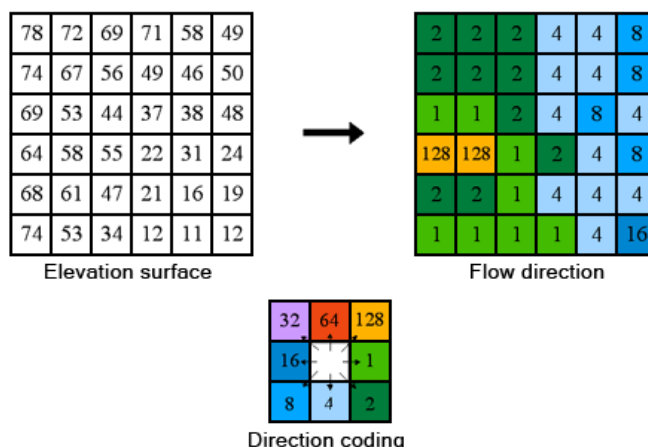 78 72 69 71 58 49
74 67 56 49 46 50
69 53 44 37 38 48
64 58 55 22 31 24
68 61 47 21 16 19
74 53 34 12 11 12
Elevation surface
2 2 2 4 4 8
2 2 2 4 4 8
1 1 2 4 8 4
128 128 1 2 4 8
2 2 1 4 4 4
1 1 1 1 4 16
Flow direction
32 64 128
16 1
8 4 2
Direction coding